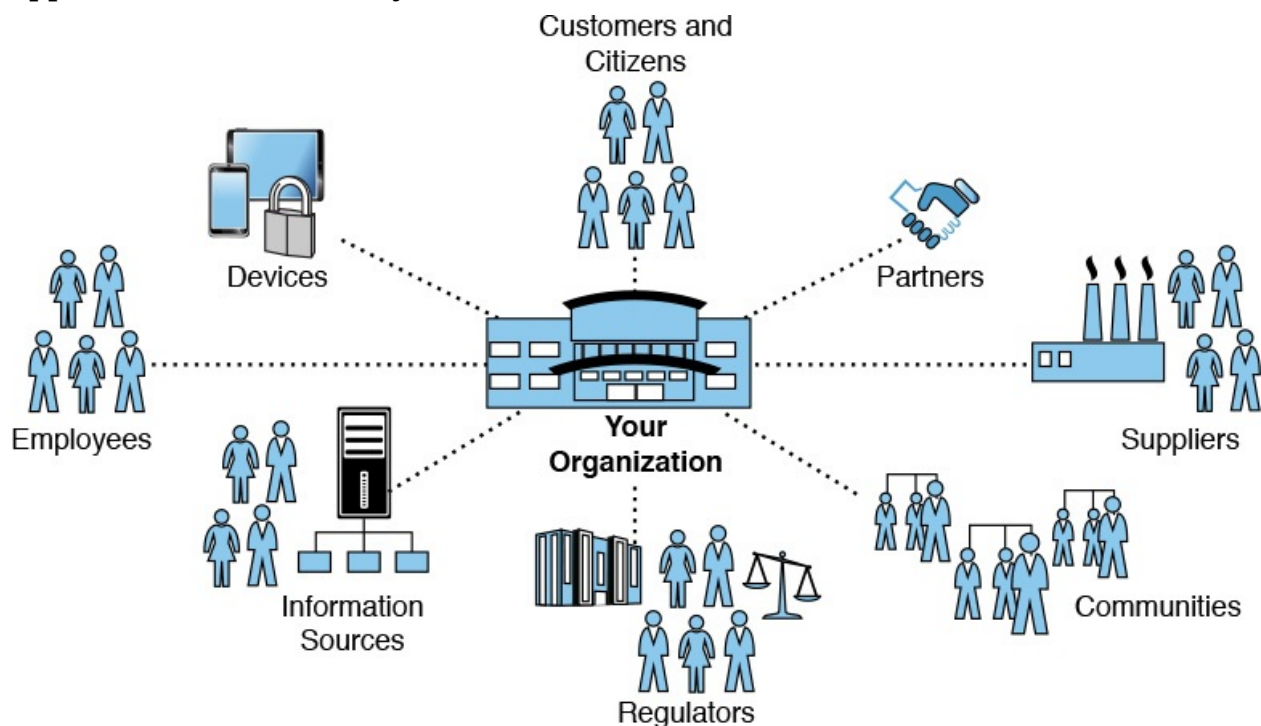 Customers and
Citizens
Devices
Partners
Employees
Your
Organization
Suppliers
Information
Sources
Communities
Regulators